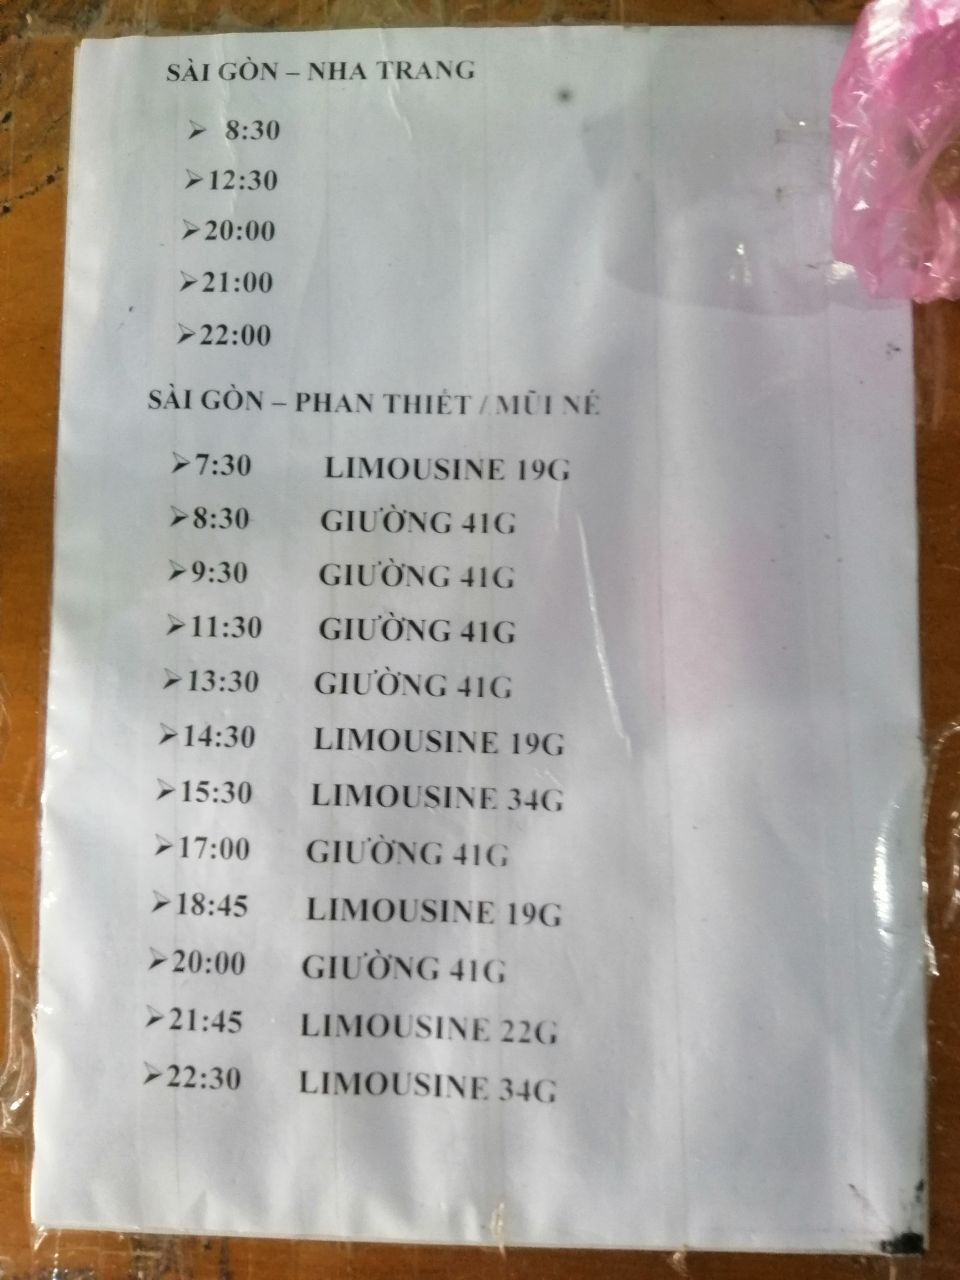 SÀI GÒN – NHA TRANG
➢ 8:30
➢12:30
➢20:00
➢21:00
➢22:00
SÀI GÒN – PHAN THIẾT / MŨI NÉ
➢7:30 LIMOUSINE 19G
➢8:30 GIƯỜNG 41G
➢9:30 GIƯỜNG 41G
➢11:30 GIƯỜNG 41G
➢13:30 GIƯỜNG 41G
➢14:30 LIMOUSINE 19G
➢15:30 LIMOUSINE 34G
➢17:00 GIƯỜNG 41G
➢18:45 LIMOUSINE 19G
➢20:00 GIƯỜNG 41G
➢21:45 LIMOUSINE 22G
➢22:30 LIMOUSINE 34G